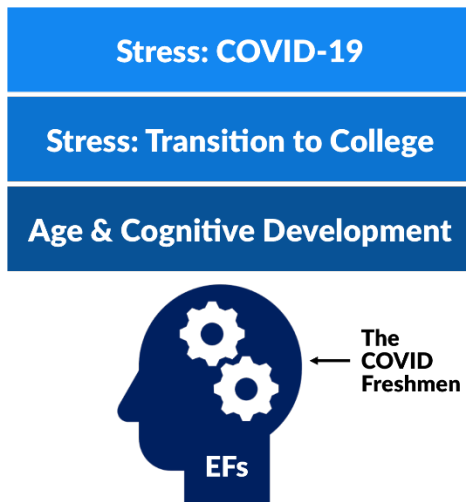 Stress: COVID-19
Stress: Transition to College
Age & Cognitive Development
The
COVID
Freshmen
EFs